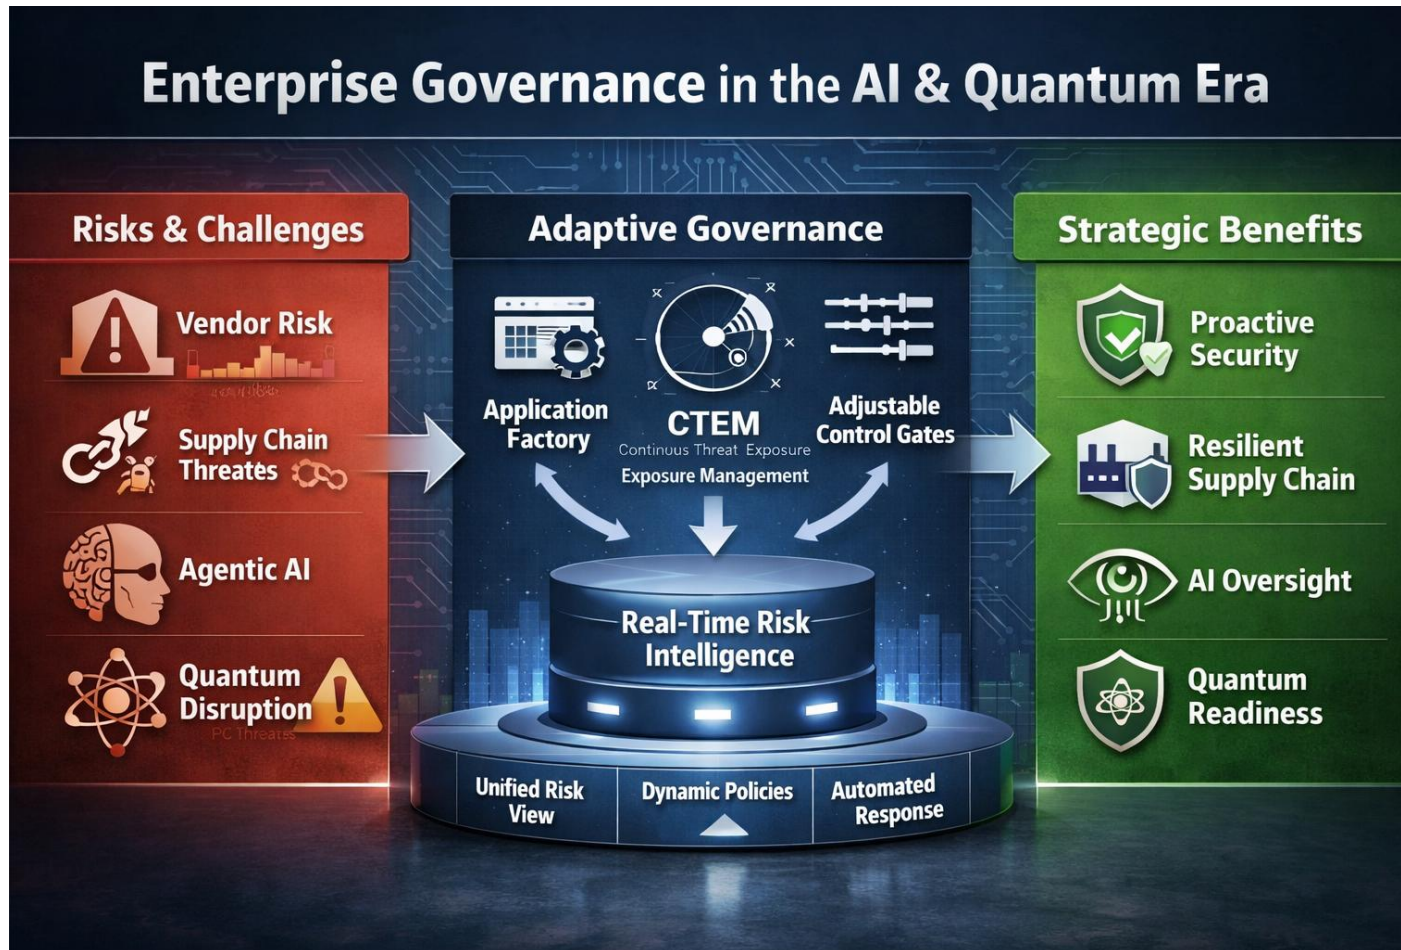 Enterprise Governance in the AI & Quantum Era
Risks & Challenges
Vendor Risk
Supply Chain
Threates
Agentic AI
Quantum
Disruption
PC Threates
Adaptive Governance
Application
Factory
CTEM
Continuus Threat Exposure
Exposure Management
Adjustable
Control Gates
Real-Time Risk
Intelligence
Unified Risk
View
Dynamic Policies
Automated
Response
Strategic Benefits
Proactive
Security
Resilient
Supply Chain
AI Oversight
Quantum
Readiness